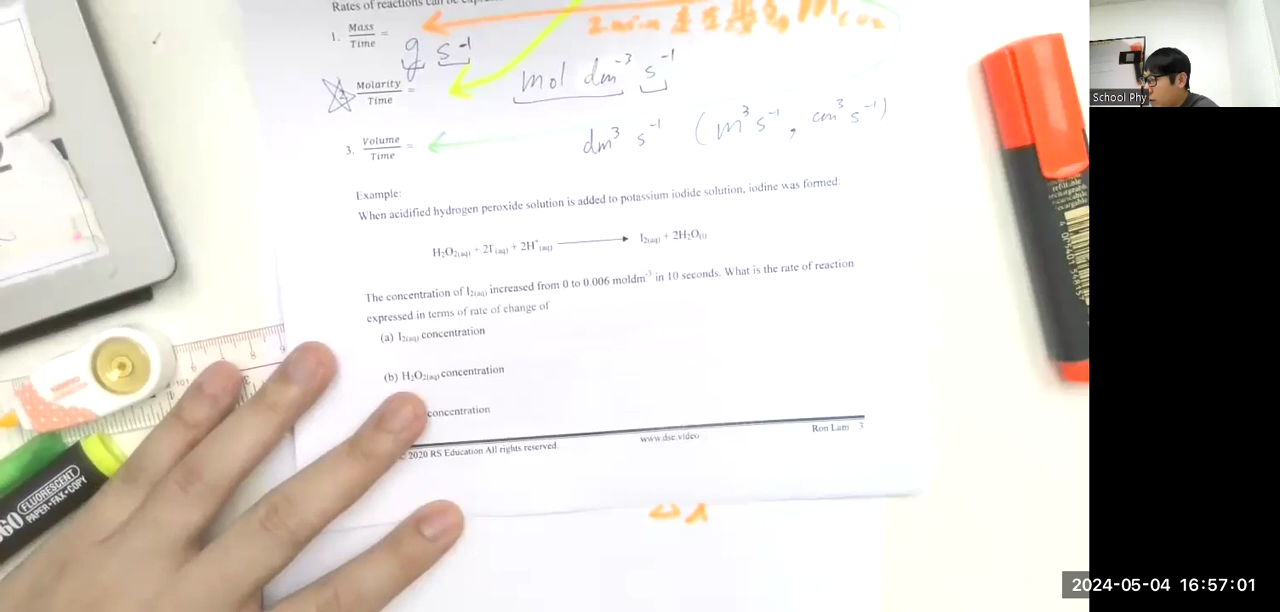 Rates of reactions can be
2 min
1. Mass/Time =
g s⁻¹
2. Molarity/Time =
mol dm⁻³ s⁻¹
3. Volume/Time =
dm³ s⁻¹ (m³ s⁻¹, cm³ s⁻¹)
Example:
When acidified hydrogen peroxide solution is added to potassium iodide solution, iodine was formed:
H₂O₂(aq) + 2I⁻(aq) + 2H⁺(aq) → I₂(aq) + 2H₂O(l)
The concentration of I₂(aq) increased from 0 to 0.006 moldm⁻³ in 10 seconds. What is the rate of reaction
expressed in terms of rate of change of
(a) I₂(aq) concentration
(b) H₂O₂(aq) concentration
concentration
2020 RS Education All rights reserved.
www.dse.video
Ron Lam 3
FLUORESCENT
PAPER•FAX•COPY
60
School Phy
2024-05-04 16:57:01